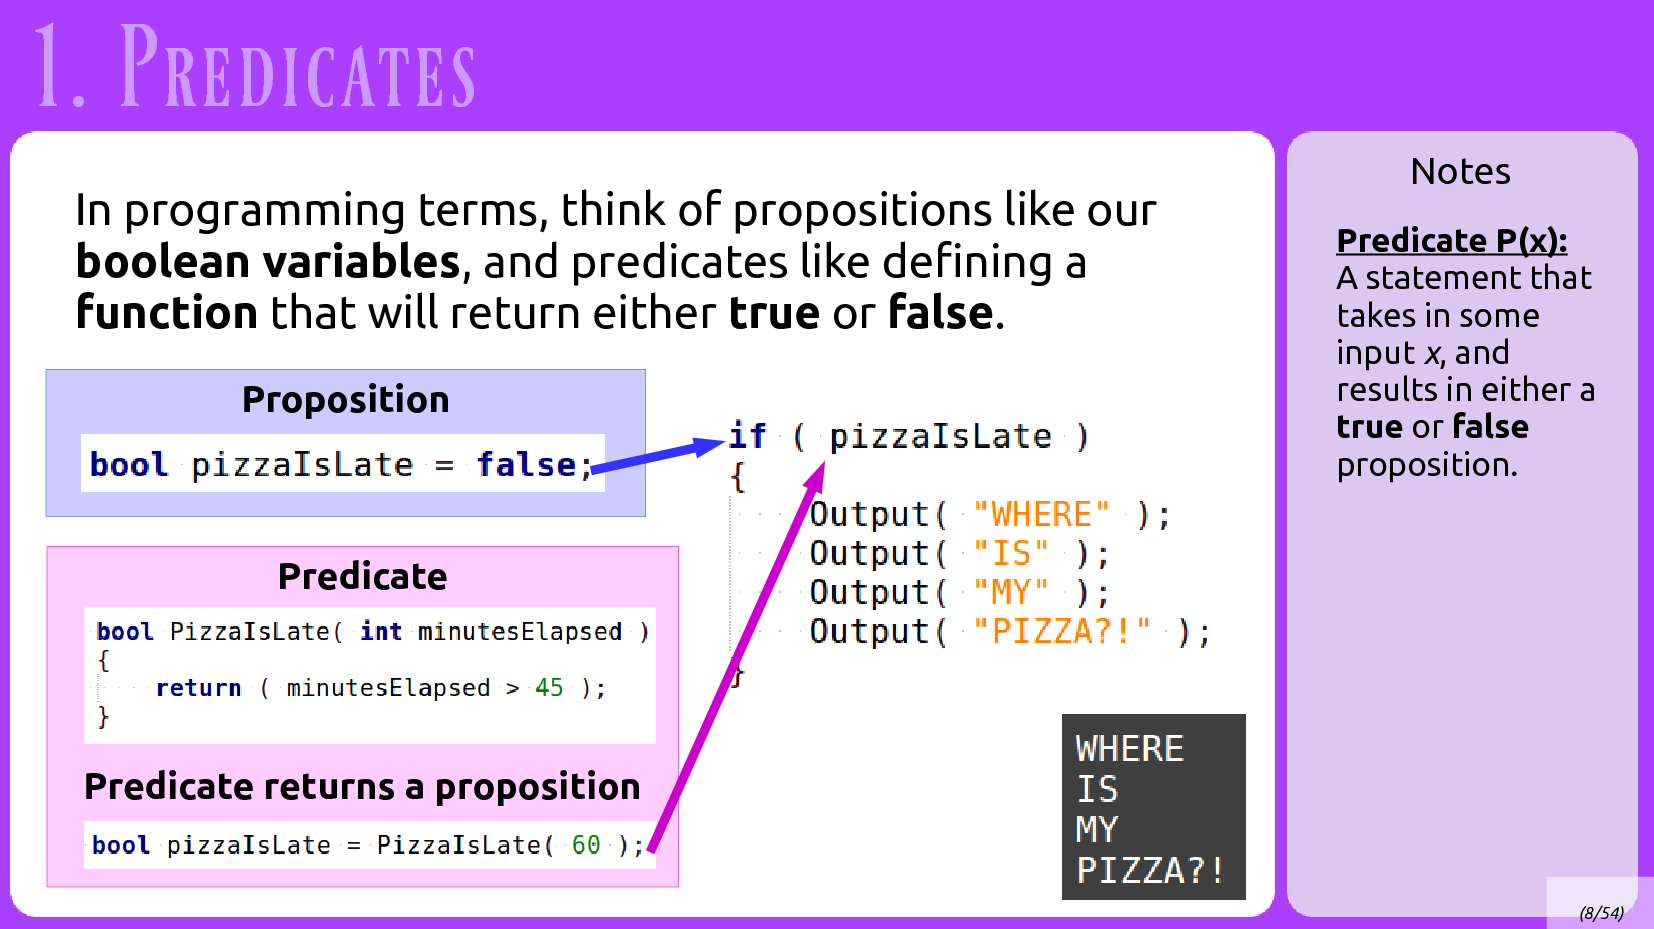 1. Predicates
In programming terms, think of propositions like our
boolean variables, and predicates like defining a
function that will return either true or false.
Proposition
bool pizzaIsLate = false;
Predicate
bool PizzaIsLate( int minutesElapsed )
{
return ( minutesElapsed > 45 );
}
Predicate returns a proposition
bool pizzaIsLate = PizzaIsLate( 60 );
if ( pizzaIsLate )
{
Output( "WHERE" );
Output( "IS" );
Output( "MY" );
Output( "PIZZA?!" );
}
WHERE
IS
MY
PIZZA?!
Notes
Predicate P(x):
A statement that
takes in some
input x, and
results in either a
true or false
proposition.
(8/54)